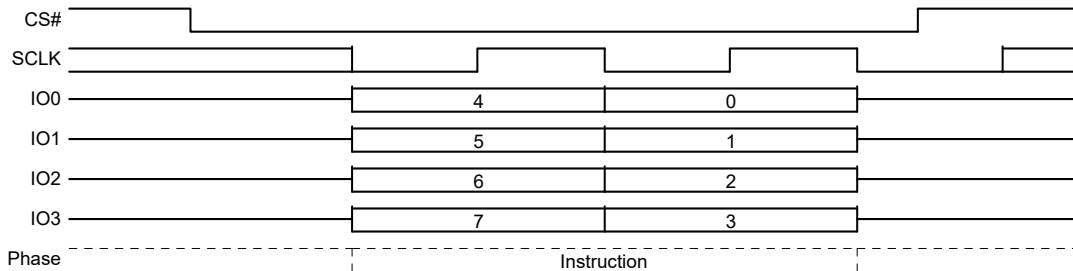 CS#
SCLK
IO0 4 0
IO1 5 1
IO2 6 2
IO3 7 3
Phase Instruction